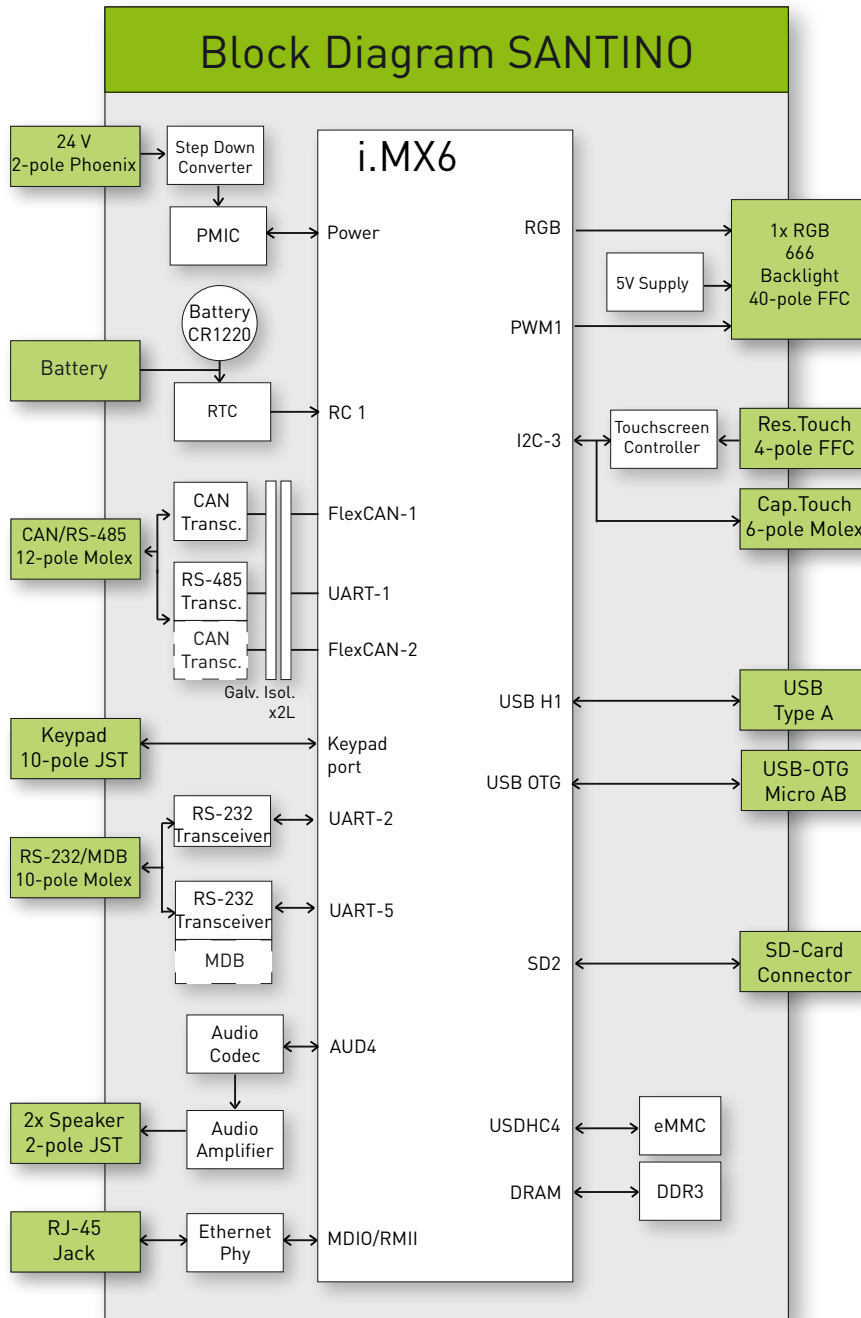 Block Diagram SANTINO
24 V
2-pole Phoenix
Step Down
Converter
i.MX6
PMIC
Power
RGB
1x RGB
666
Backlight
40-pole FFC
5V Supply
PWM1
Battery
CR1220
Battery
RTC
RC 1
I2C-3
Touchscreen
Controller
Res.Touch
4-pole FFC
Cap.Touch
6-pole Molex
CAN/RS-485
12-pole Molex
CAN
Transc.
FlexCAN-1
RS-485
Transc.
UART-1
CAN
Transc.
FlexCAN-2
Galv. Isol.
x2L
USB H1
USB
Type A
Keypad
10-pole JST
Keypad
port
USB OTG
USB-OTG
Micro AB
RS-232/MDB
10-pole Molex
RS-232
Transceiver
UART-2
RS-232
Transceiver
UART-5
MDB
SD2
SD-Card
Connector
Audio
Codec
AUD4
2x Speaker
2-pole JST
Audio
Amplifier
USDHC4
eMMC
DRAM
DDR3
RJ-45
Jack
Ethernet
Phy
MDIO/RMII